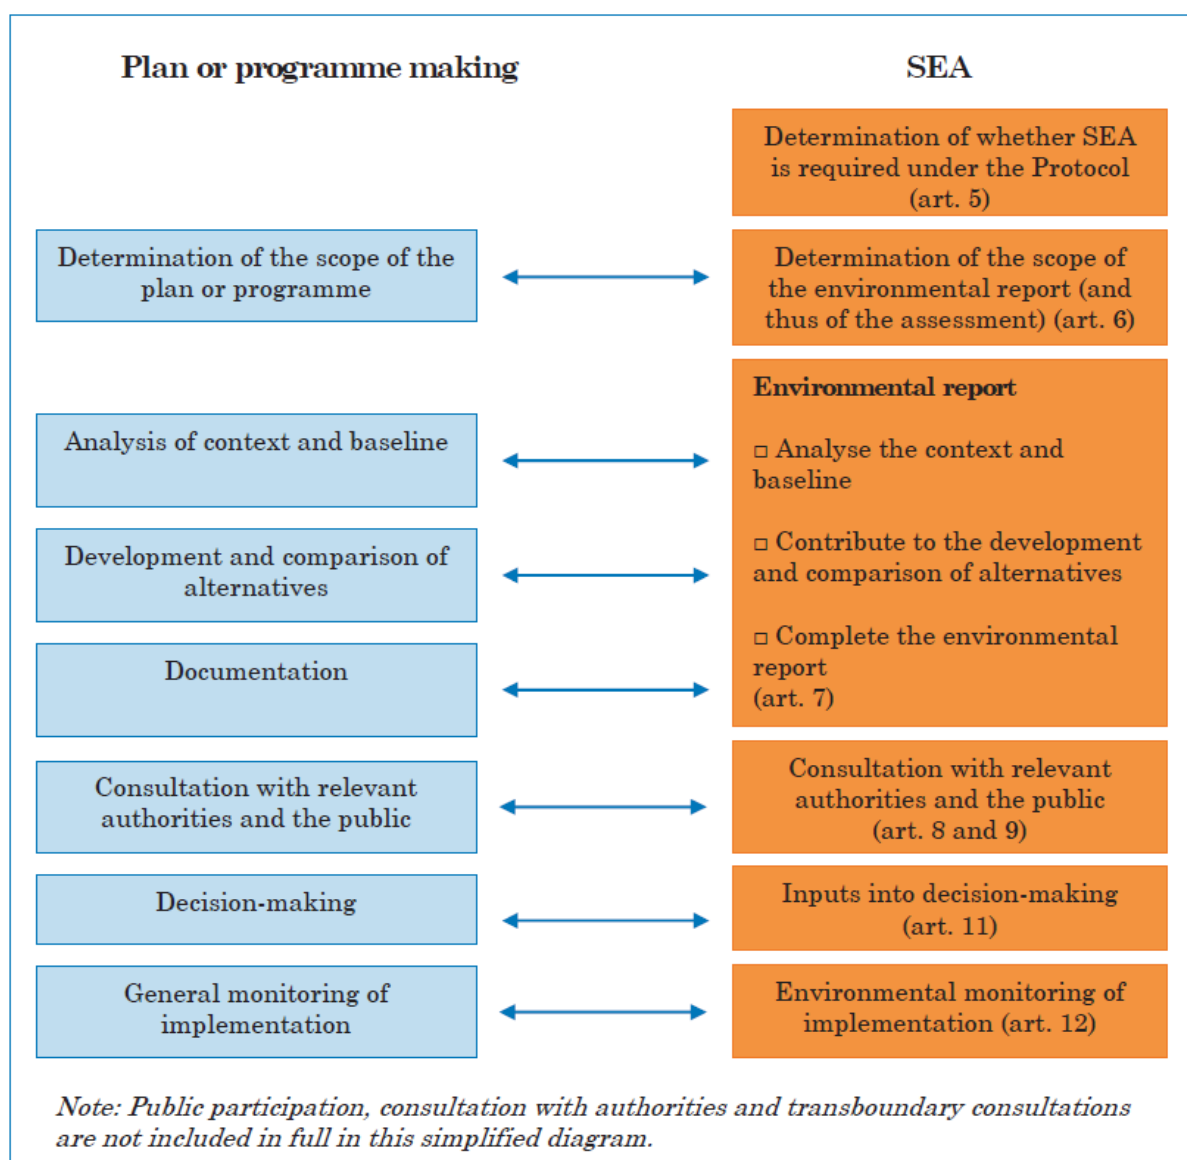 Plan or programme making
SEA
Determination of whether SEA
is required under the Protocol
(art. 5)
Determination of the scope of the
plan or programme
Determination of the scope of
the environmental report (and
thus of the assessment) (art. 6)
Environmental report
□ Analyse the context and
baseline
□ Contribute to the development
and comparison of alternatives
□ Complete the environmental
report
(art. 7)
Analysis of context and baseline
Development and comparison of
alternatives
Documentation
Consultation with relevant
authorities and the public
Consultation with relevant
authorities and the public
(art. 8 and 9)
Decision-making
Inputs into decision-making
(art. 11)
General monitoring of
implementation
Environmental monitoring of
implementation (art. 12)
Note: Public participation, consultation with authorities and transboundary consultations
are not included in full in this simplified diagram.